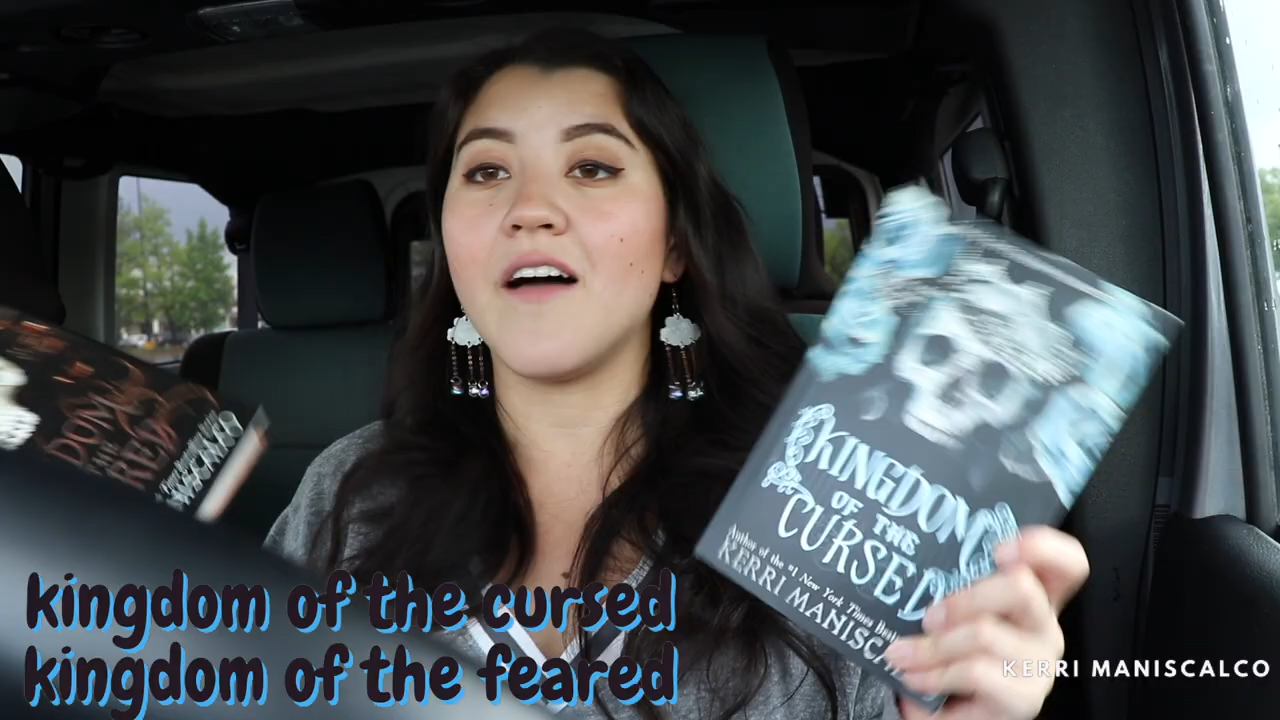 KINGDOM
OF THE
CURSED
Author of the #1 New York Times
KERRI
kingdom of the cursed
kingdom of the feared
KERRI MANISCALCO